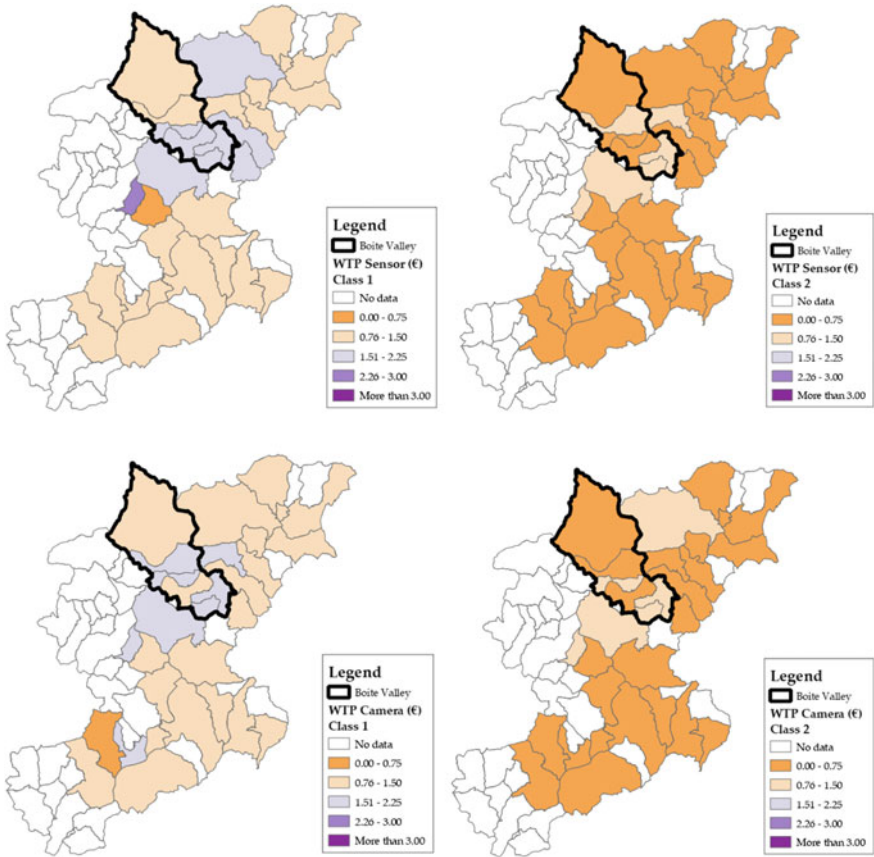 Legend
Boite Valley
WTP Sensor (€)
Class 1
No data
0.00 - 0.75
0.76 - 1.50
1.51 - 2.25
2.26 - 3.00
More than 3.00
Legend
Boite Valley
WTP Sensor (€)
Class 2
No data
0.00 - 0.75
0.76 - 1.50
1.51 - 2.25
2.26 - 3.00
More than 3.00
Legend
Boite Valley
WTP Camera (€)
Class 1
No data
0.00 - 0.75
0.76 - 1.50
1.51 - 2.25
2.26 - 3.00
More than 3.00
Legend
Boite Valley
WTP Camera (€)
Class 2
No data
0.00 - 0.75
0.76 - 1.50
1.51 - 2.25
2.26 - 3.00
More than 3.00